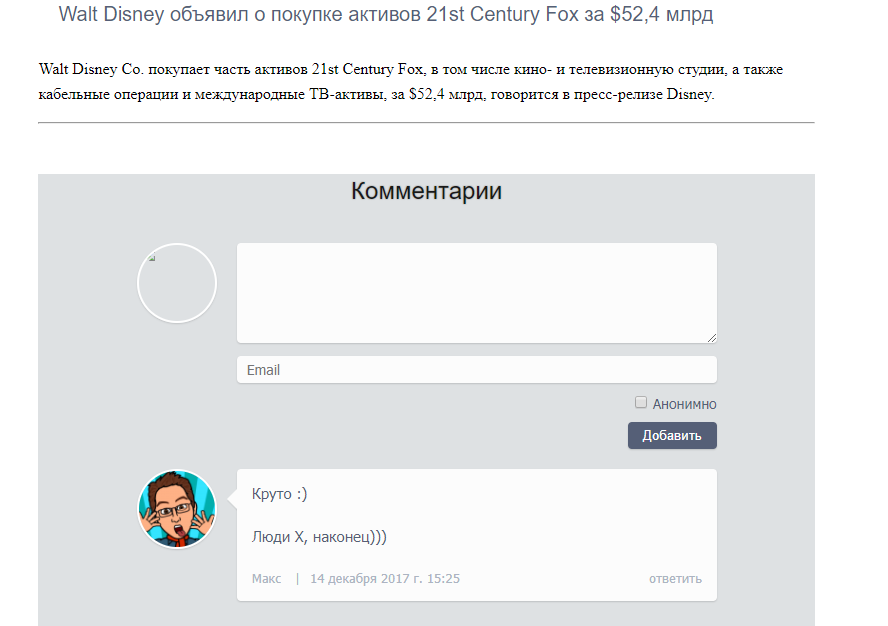 Walt Disney объявил о покупке активов 21st Century Fox за $52,4 млрд
Walt Disney Co. покупает часть активов 21st Century Fox, в том числе кино- и телевизионную студии, а также
кабельные операции и международные ТВ-активы, за $52,4 млрд, говорится в пресс-релизе Disney.
Комментарии
Email
Анонимно
Добавить
Круто :)
Люди Х, наконец)))
Макс | 14 декабря 2017 г. 15:25 ответить